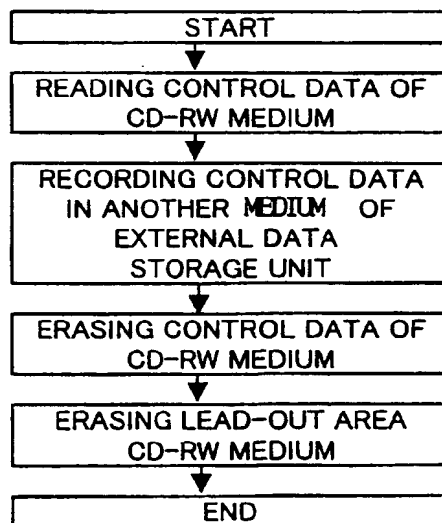 START
READING CONTROL DATA OF
CD-RW MEDIUM
RECORDING CONTROL DATA
IN ANOTHER MEDIUM OF
EXTERNAL DATA
STORAGE UNIT
ERASING CONTROL DATA OF
CD-RW MEDIUM
ERASING LEAD-OUT AREA
CD-RW MEDIUM
END